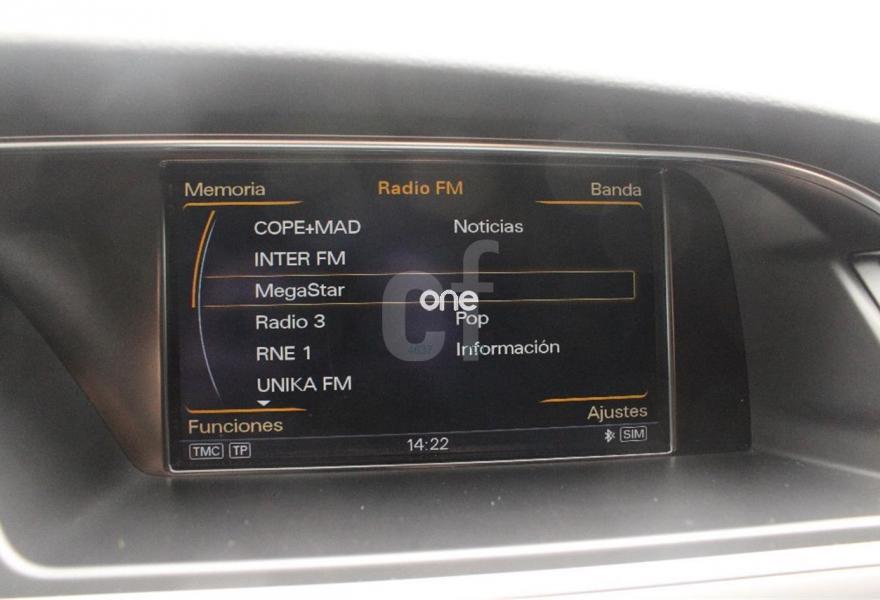 Memoria Radio FM Banda
COPE+MAD Noticias
INTER FM
MegaStar
Radio 3 Pop
RNE 1 Información
UNIKA FM
Funciones Ajustes
TMC TP 14:22 SIM
cf
one